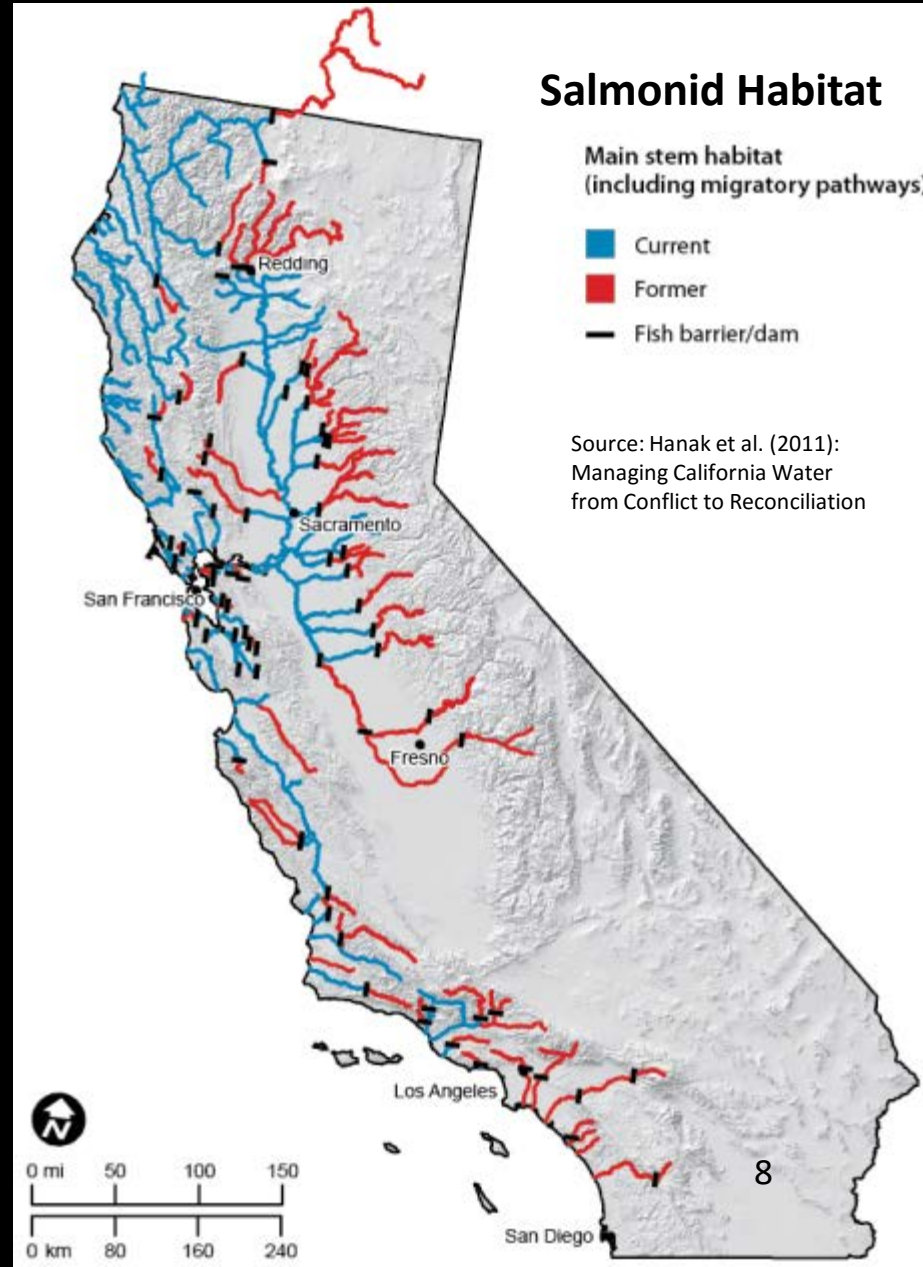 Salmonid Habitat
Main stem habitat
(including migratory pathways)
Current
Former
Fish barrier/dam
Source: Hanak et al. (2011):
Managing California Water
from Conflict to Reconciliation
Redding
Sacramento
San Francisco
Fresno
Los Angeles
San Diego
8
N
0 mi 50 100 150
0 km 80 160 240